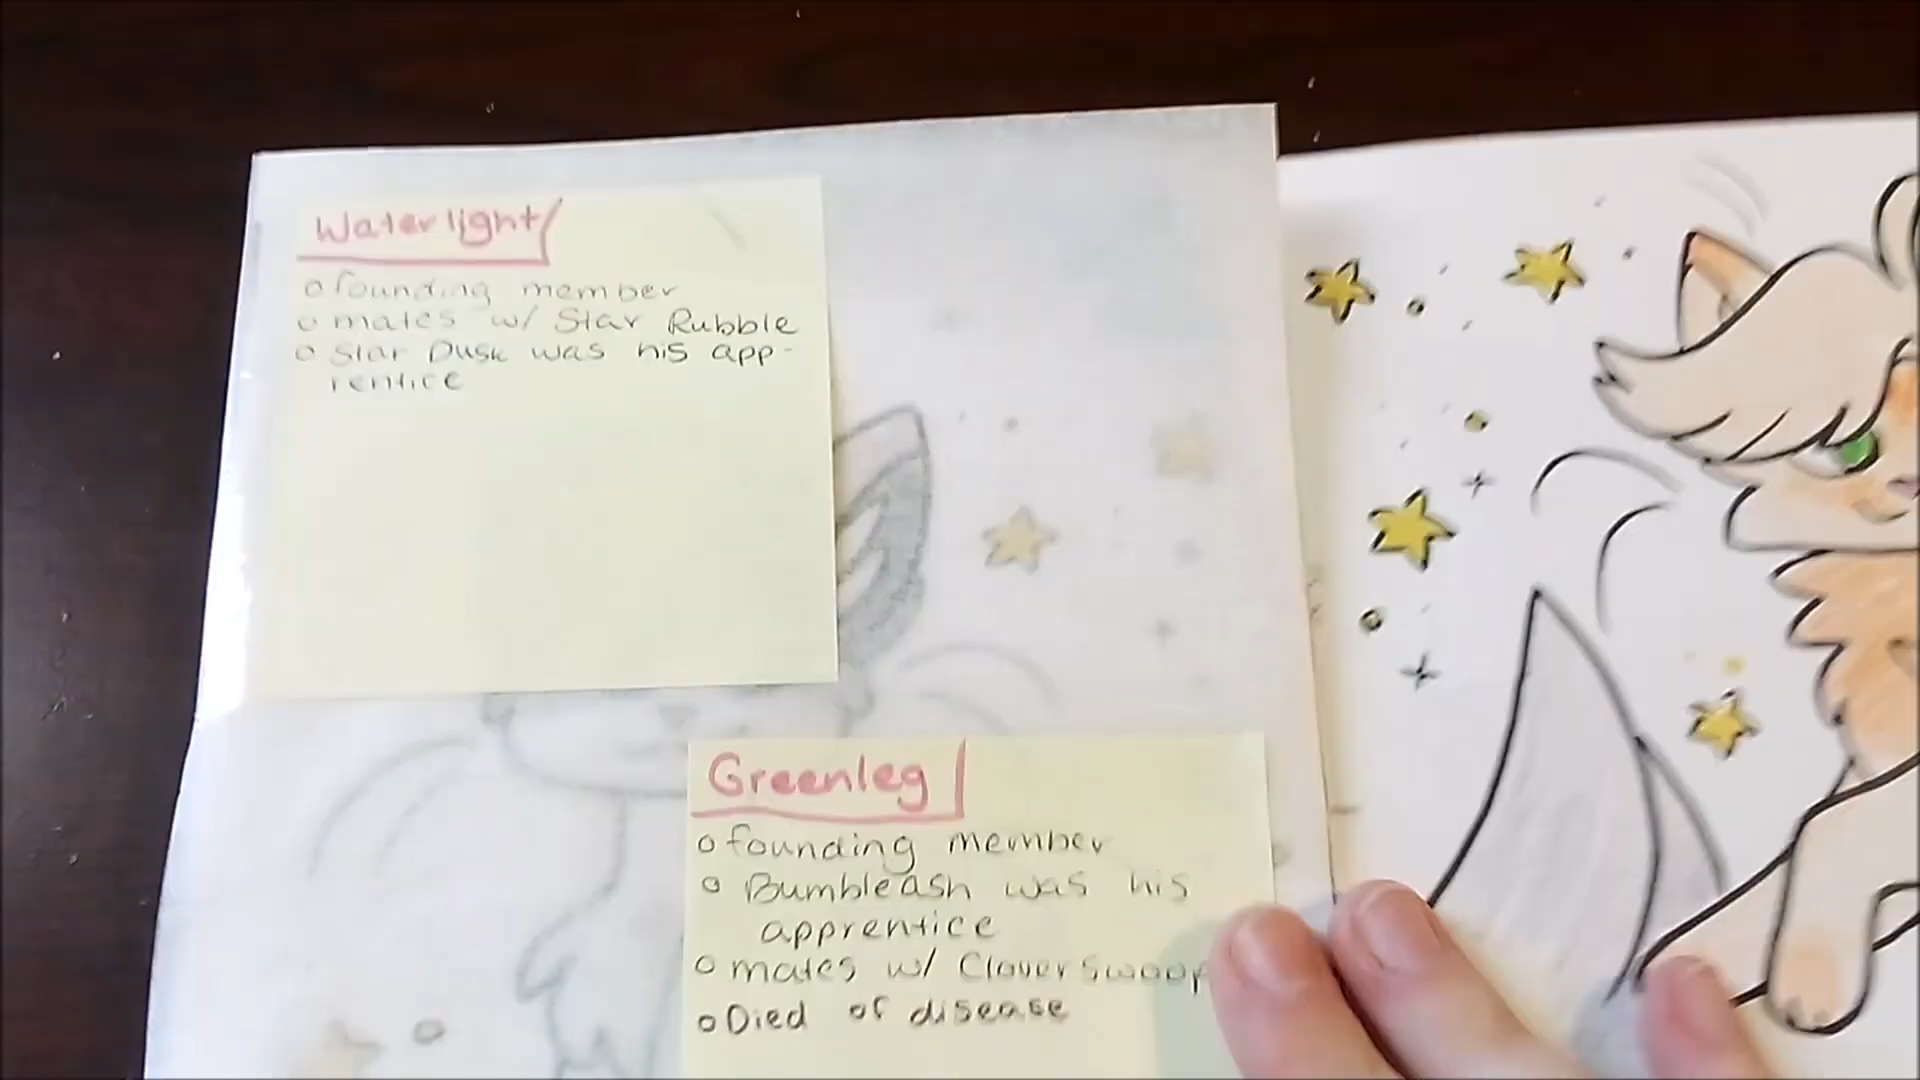 Waterlight
o founding member
o mates w/ Star Rubble
o Star Dusk was his app-
rentice
Greenleg
o founding member
o Bumbleash was his
apprentice
o mates w/ Cloverswoop
o Died of disease